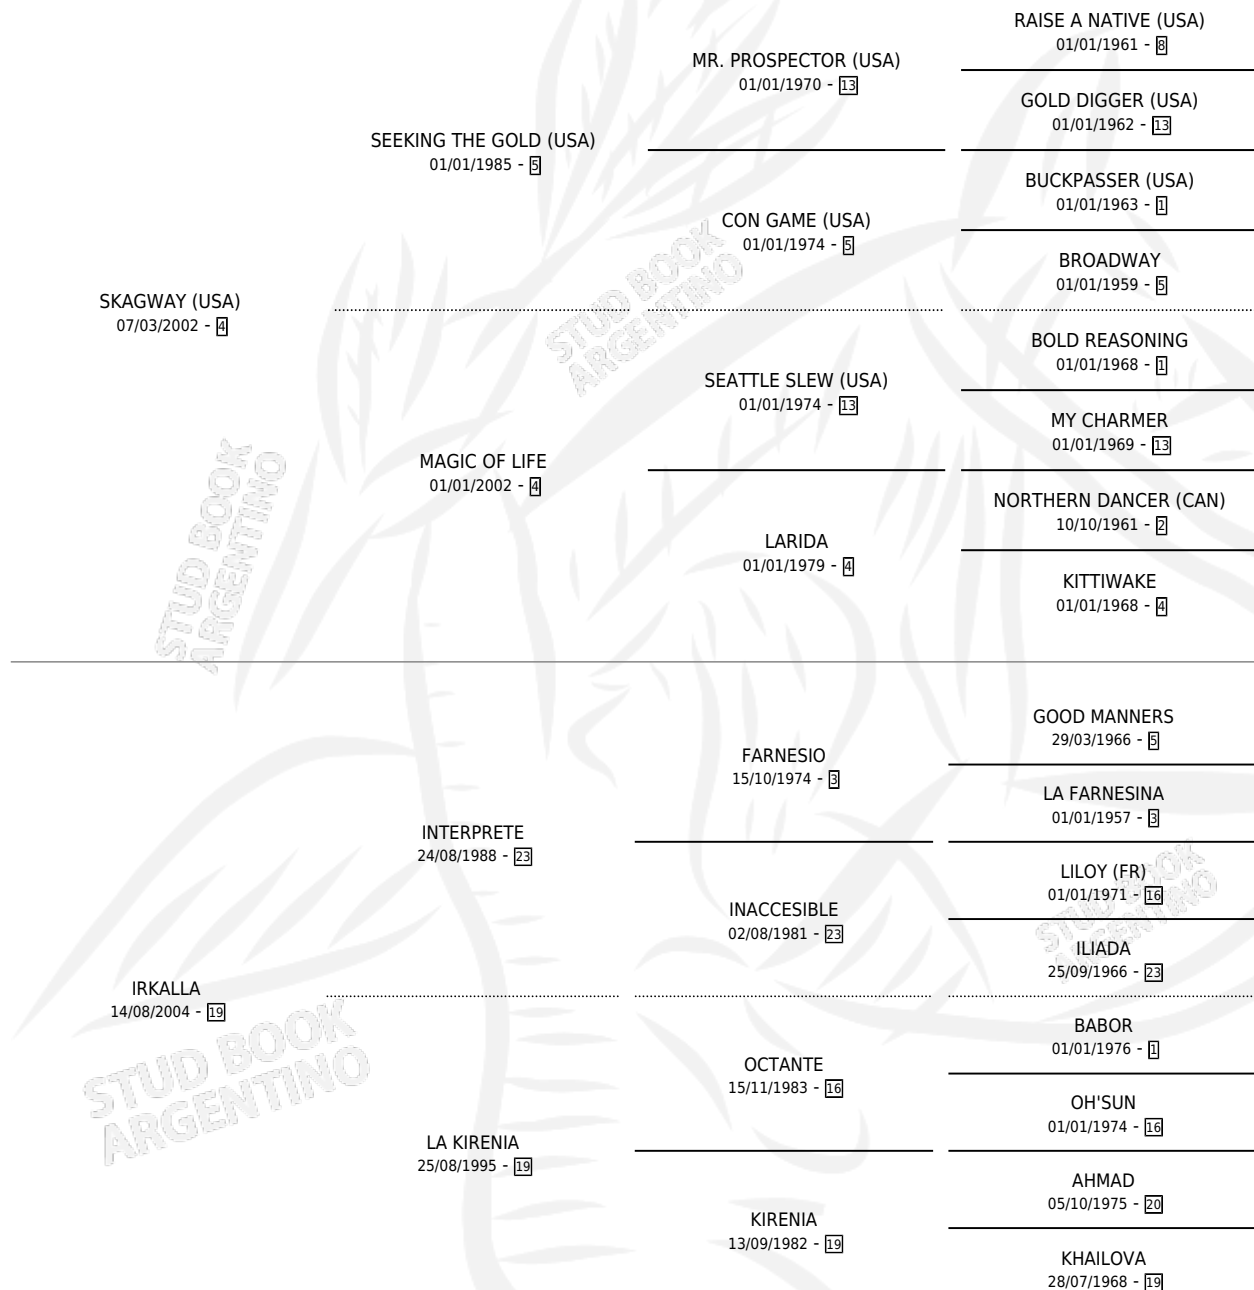 RAISE A NATIVE (USA)
01/01/1961 - 8
MR. PROSPECTOR (USA)
01/01/1970 - 13
GOLD DIGGER (USA)
01/01/1962 - 13
SEEKING THE GOLD (USA)
01/01/1985 - 5
BUCKPASSER (USA)
01/01/1963 - 1
CON GAME (USA)
01/01/1974 - 5
BROADWAY
01/01/1959 - 5
SKAGWAY (USA)
07/03/2002 - 4
BOLD REASONING
01/01/1968 - 1
SEATTLE SLEW (USA)
01/01/1974 - 13
MY CHARMER
01/01/1969 - 13
MAGIC OF LIFE
01/01/2002 - 4
NORTHERN DANCER (CAN)
10/10/1961 - 2
LARIDA
01/01/1979 - 4
KITTIWAKE
01/01/1968 - 4
GOOD MANNERS
29/03/1966 - 5
FARNESIO
15/10/1974 - 3
LA FARNESINA
01/01/1957 - 3
INTERPRETE
24/08/1988 - 23
LILOY (FR)
01/01/1971 - 16
INACCESIBLE
02/08/1981 - 23
ILIADA
25/09/1966 - 23
IRKALLA
14/08/2004 - 19
BABOR
01/01/1976 - 1
OCTANTE
15/11/1983 - 16
OH'SUN
01/01/1974 - 16
LA KIRENIA
25/08/1995 - 19
AHMAD
05/10/1975 - 20
KIRENIA
13/09/1982 - 19
KHAILOVA
28/07/1968 - 19
STUD BOOK
ARGENTINO
STUD BOOK
ARGENTINO
STUD BOOK
ARGENTINO
STUD BOOK
ARGENTINO